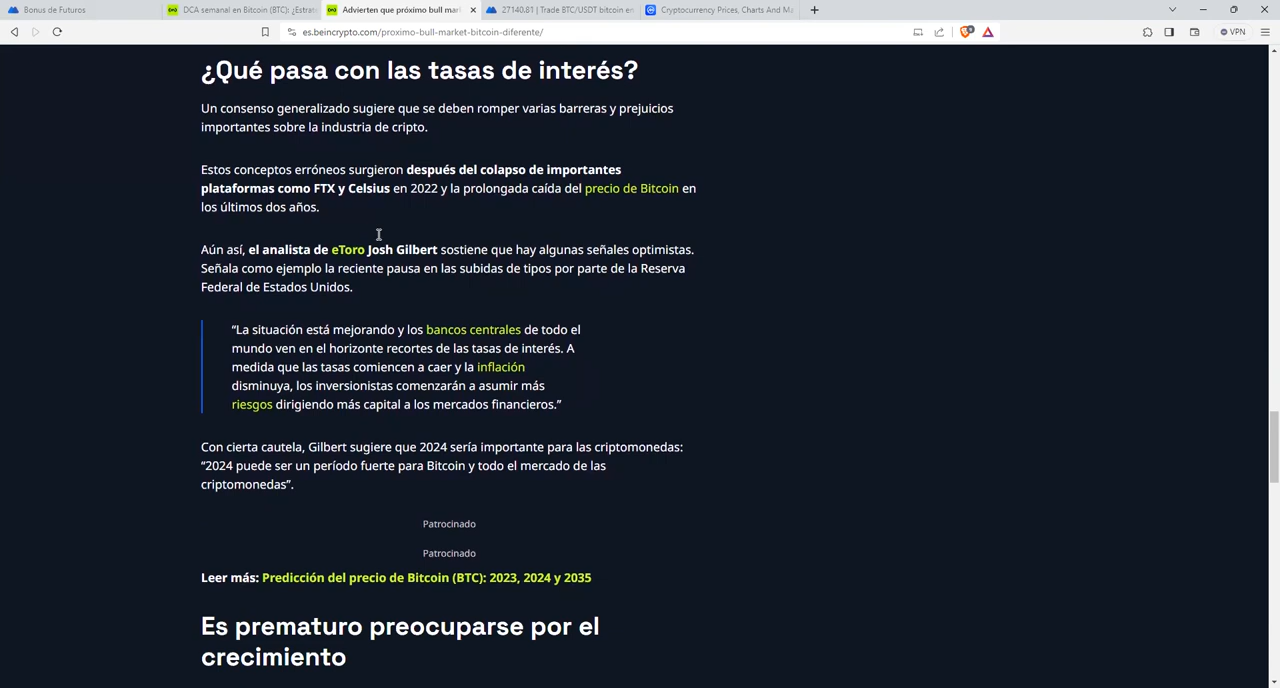 Bonus de Futuros
DCA semanal en Bitcoin (BTC): ¿Estrat
Advierten que próximo bull mar
27140.81 | Trade BTC/USDT bitcoin en
Cryptocurrency Prices, Charts And Ma
es.beincrypto.com/proximo-bull-market-bitcoin-diferente/
VPN
¿Qué pasa con las tasas de interés?
Un consenso generalizado sugiere que se deben romper varias barreras y prejuicios
importantes sobre la industria de cripto.
Estos conceptos erróneos surgieron después del colapso de importantes
plataformas como FTX y Celsius en 2022 y la prolongada caída del precio de Bitcoin en
los últimos dos años.
Aún así, el analista de eToro Josh Gilbert sostiene que hay algunas señales optimistas.
Señala como ejemplo la reciente pausa en las subidas de tipos por parte de la Reserva
Federal de Estados Unidos.
“La situación está mejorando y los bancos centrales de todo el
mundo ven en el horizonte recortes de las tasas de interés. A
medida que las tasas comiencen a caer y la inflación
disminuya, los inversionistas comenzarán a asumir más
riesgos dirigiendo más capital a los mercados financieros.”
Con cierta cautela, Gilbert sugiere que 2024 sería importante para las criptomonedas:
“2024 puede ser un período fuerte para Bitcoin y todo el mercado de las
criptomonedas”.
Patrocinado
Patrocinado
Leer más: Predicción del precio de Bitcoin (BTC): 2023, 2024 y 2035
Es prematuro preocuparse por el
crecimiento